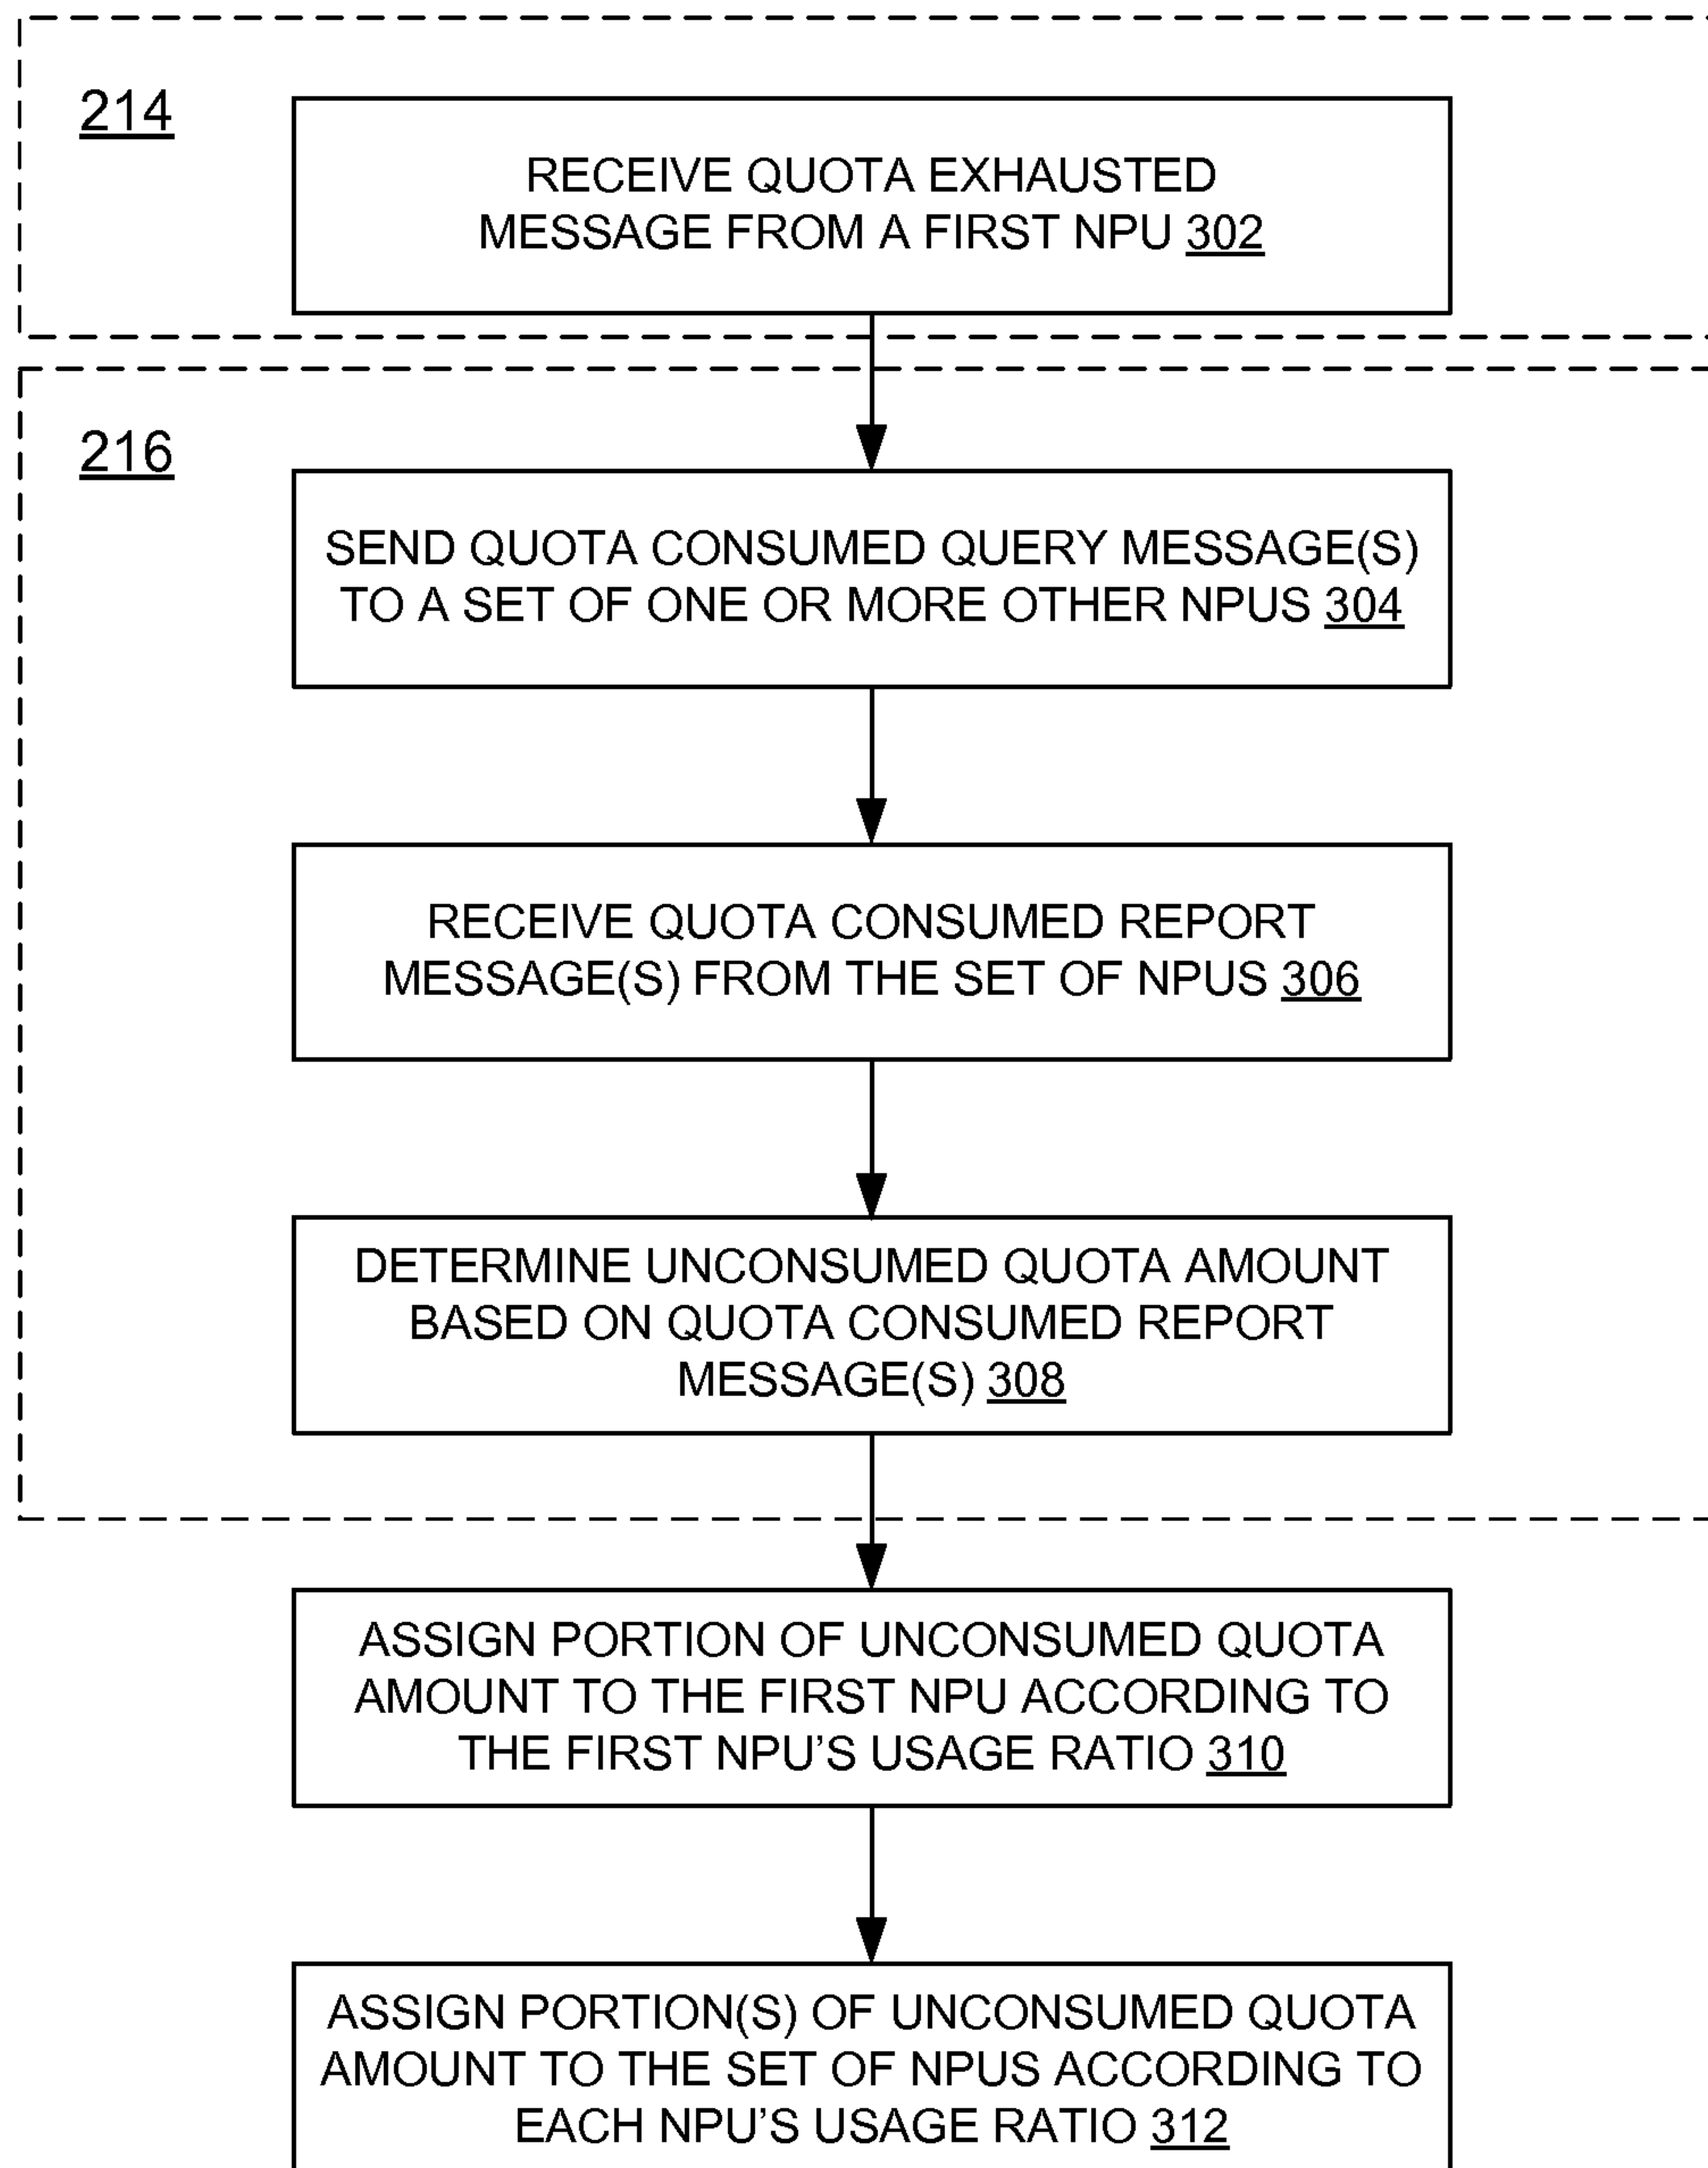 214
RECEIVE QUOTA EXHAUSTED
MESSAGE FROM A FIRST NPU 302
216
SEND QUOTA CONSUMED QUERY MESSAGE(S)
TO A SET OF ONE OR MORE OTHER NPUS 304
RECEIVE QUOTA CONSUMED REPORT
MESSAGE(S) FROM THE SET OF NPUS 306
DETERMINE UNCONSUMED QUOTA AMOUNT
BASED ON QUOTA CONSUMED REPORT
MESSAGE(S) 308
ASSIGN PORTION OF UNCONSUMED QUOTA
AMOUNT TO THE FIRST NPU ACCORDING TO
THE FIRST NPU’S USAGE RATIO 310
ASSIGN PORTION(S) OF UNCONSUMED QUOTA
AMOUNT TO THE SET OF NPUS ACCORDING TO
EACH NPU’S USAGE RATIO 312